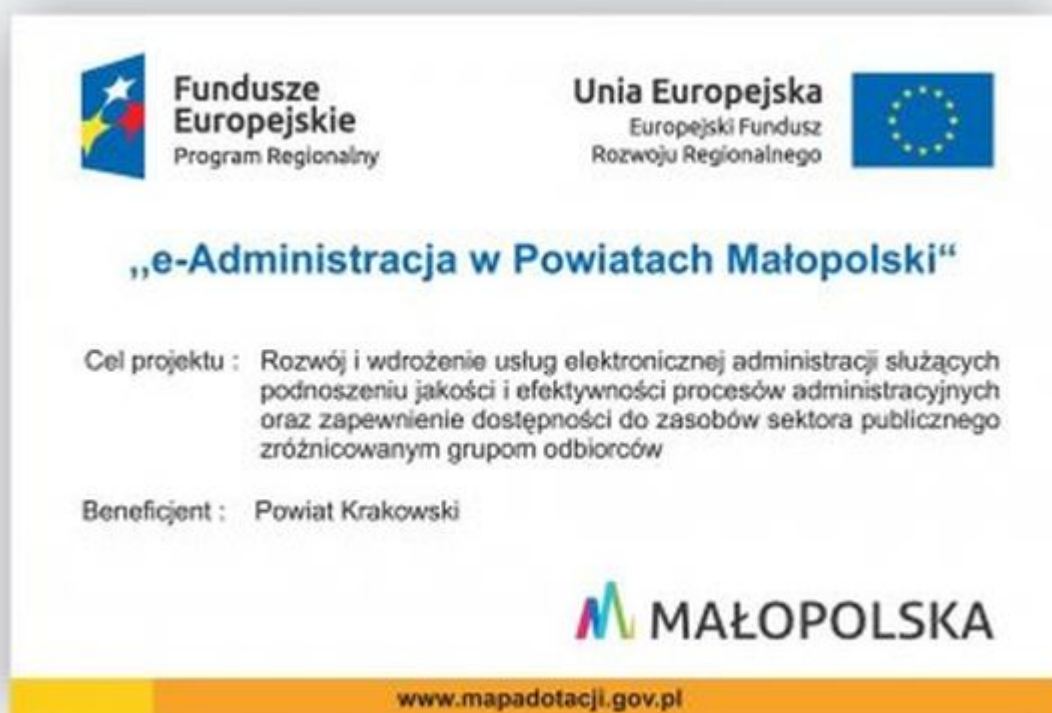 Fundusze
Europejskie
Program Regionalny
Unia Europejska
Europejski Fundusz
Rozwoju Regionalnego
„e-Administracja w Powiatach Małopolski“
Cel projektu : Rozwój i wdrożenie usług elektronicznej administracji służących
podnoszeniu jakości i efektywności procesów administracyjnych
oraz zapewnienie dostępności do zasobów sektora publicznego
zróżnicowanym grupom odbiorców
Beneficjent : Powiat Krakowski
MAŁOPOLSKA
www.mapadotacji.gov.pl